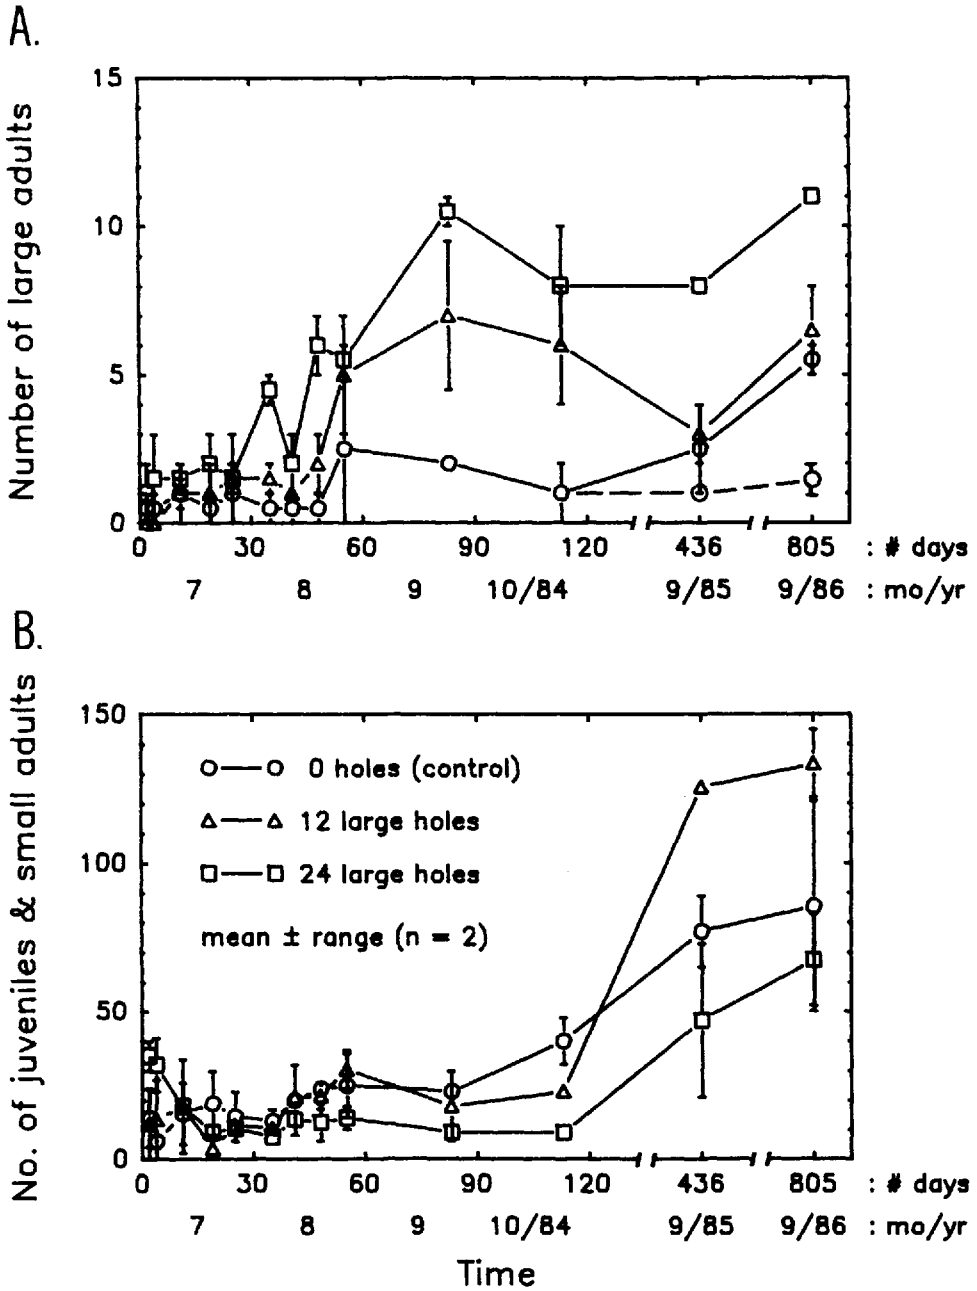 A.
Number of large adults
15
10
5
0
0 30 60 90 120 436 805 : # days
7 8 9 10/84 9/85 9/86 : mo/yr
B.
No. of juveniles & small adults
150
100
50
0
0 holes (control)
12 large holes
24 large holes
mean ± range (n = 2)
0 30 60 90 120 436 805 : # days
7 8 9 10/84 9/85 9/86 : mo/yr
Time